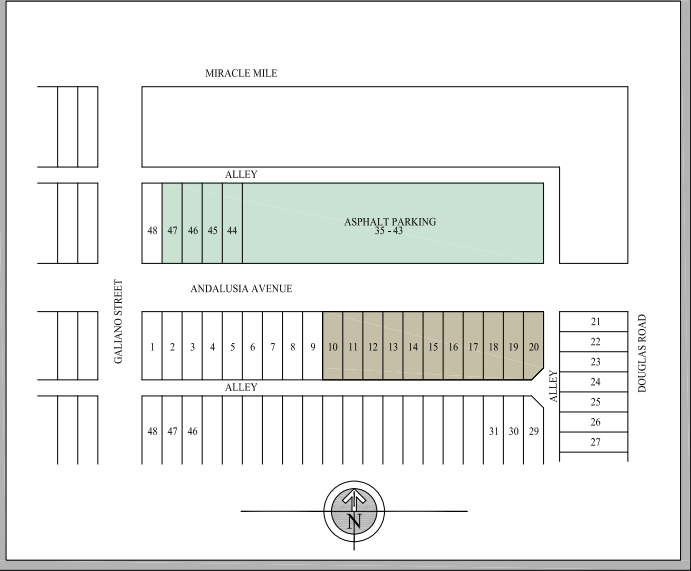 MIRACLE MILE
ALLEY
48 47 46 45 44
ASPHALT PARKING
35 - 43
GALIANO STREET
ANDALUSIA AVENUE
1 2 3 4 5 6 7 8 9 10 11 12 13 14 15 16 17 18 19 20
21
22
23
24
25
26
27
DOUGLAS ROAD
ALLEY
ALLEY
48 47 46 31 30 29
N